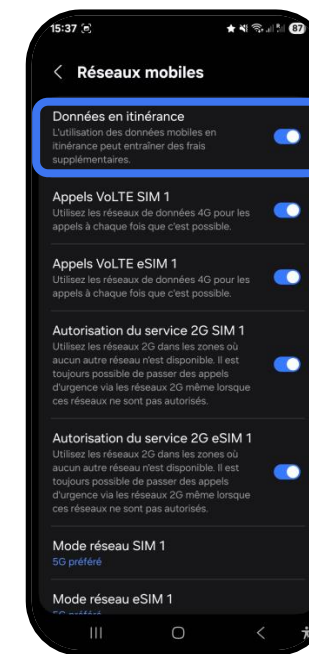 15:37
87
Réseaux mobiles
Données en itinérance
L'utilisation des données mobiles en
itinérance peut entraîner des frais
supplémentaires.
Appels VoLTE SIM 1
Utilisez les réseaux de données 4G pour les
appels à chaque fois que c'est possible.
Appels VoLTE eSIM 1
Utilisez les réseaux de données 4G pour les
appels à chaque fois que c'est possible.
Autorisation du service 2G SIM 1
Utilisez les réseaux 2G dans les zones où
aucun autre réseau n'est disponible. Il est
toujours possible de passer des appels
d'urgence via les réseaux 2G même lorsque
ces réseaux ne sont pas autorisés.
Autorisation du service 2G eSIM 1
Utilisez les réseaux 2G dans les zones où
aucun autre réseau n'est disponible. Il est
toujours possible de passer des appels
d'urgence via les réseaux 2G même lorsque
ces réseaux ne sont pas autorisés.
Mode réseau SIM 1
5G préféré
Mode réseau eSIM 1
5G préféré